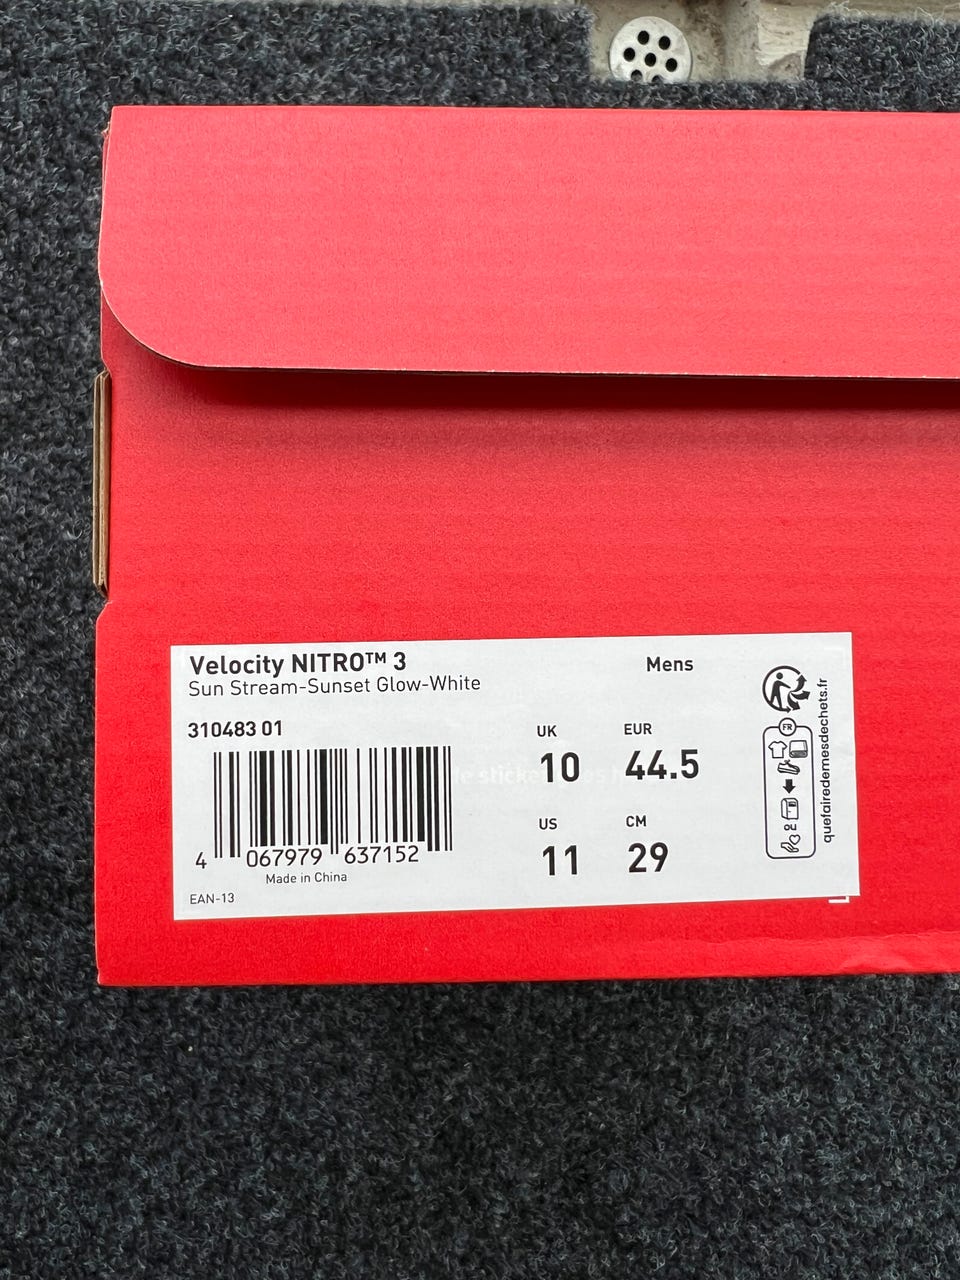 Velocity NITRO™ 3
Mens
Sun Stream-Sunset Glow-White
310483 01
UK
EUR
10
44.5
US
CM
11
29
4 067979 637152
Made in China
EAN-13
FR
quefairedemesdechets.fr